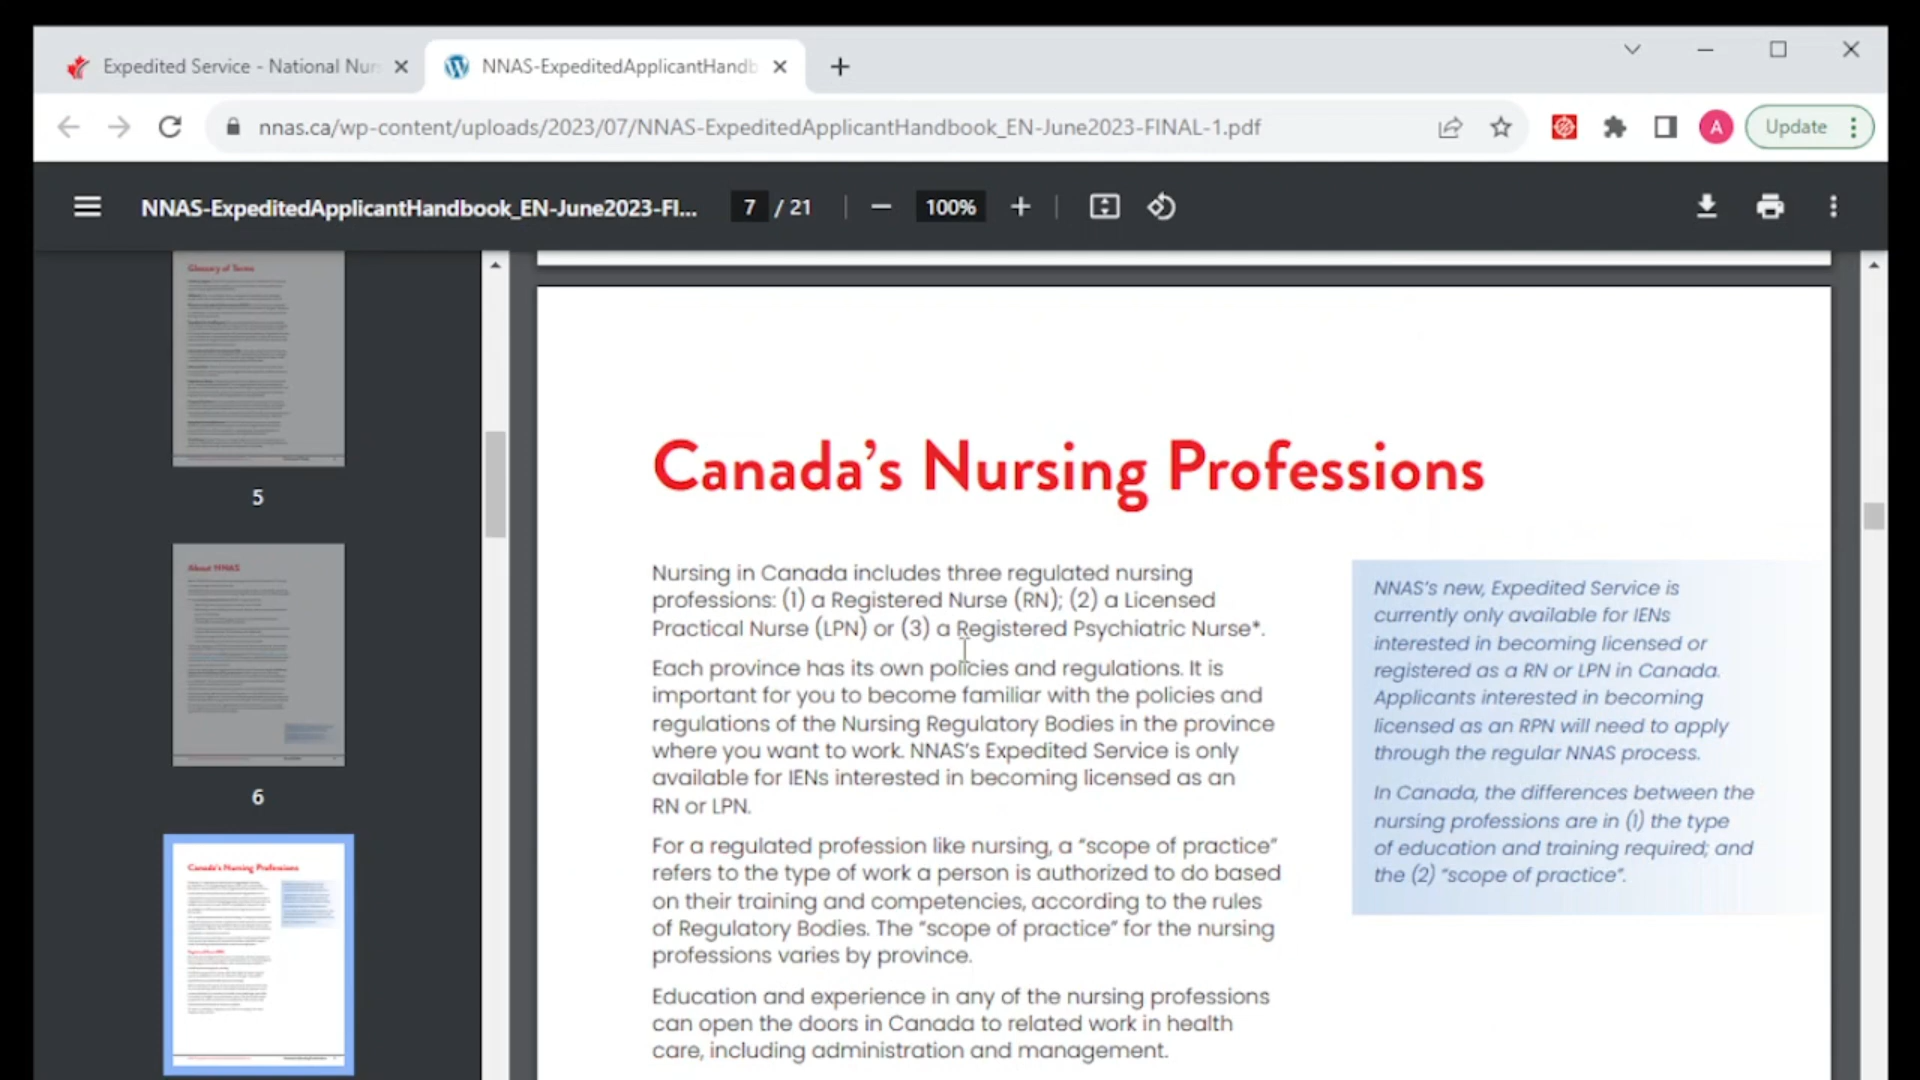 Expedited Service - National Nur
NNAS-ExpeditedApplicantHandb
nnas.ca/wp-content/uploads/2023/07/NNAS-ExpeditedApplicantHandbook_EN-June2023-FINAL-1.pdf
A
Update
NNAS-ExpeditedApplicantHandbook_EN-June2023-FI...
7 / 21
100%
Glossary of Terms
5
About NNAS
6
Canada's Nursing Professions
Canada's Nursing Professions
Nursing in Canada includes three regulated nursing
professions: (1) a Registered Nurse (RN); (2) a Licensed
Practical Nurse (LPN) or (3) a Registered Psychiatric Nurse*.
Each province has its own policies and regulations. It is
important for you to become familiar with the policies and
regulations of the Nursing Regulatory Bodies in the province
where you want to work. NNAS's Expedited Service is only
available for IENs interested in becoming licensed as an
RN or LPN.
For a regulated profession like nursing, a “scope of practice”
refers to the type of work a person is authorized to do based
on their training and competencies, according to the rules
of Regulatory Bodies. The “scope of practice” for the nursing
professions varies by province.
Education and experience in any of the nursing professions
can open the doors in Canada to related work in health
care, including administration and management.
NNAS's new, Expedited Service is
currently only available for IENs
interested in becoming licensed or
registered as a RN or LPN in Canada.
Applicants interested in becoming
licensed as an RPN will need to apply
through the regular NNAS process.
In Canada, the differences between the
nursing professions are in (1) the type
of education and training required; and
the (2) “scope of practice”.